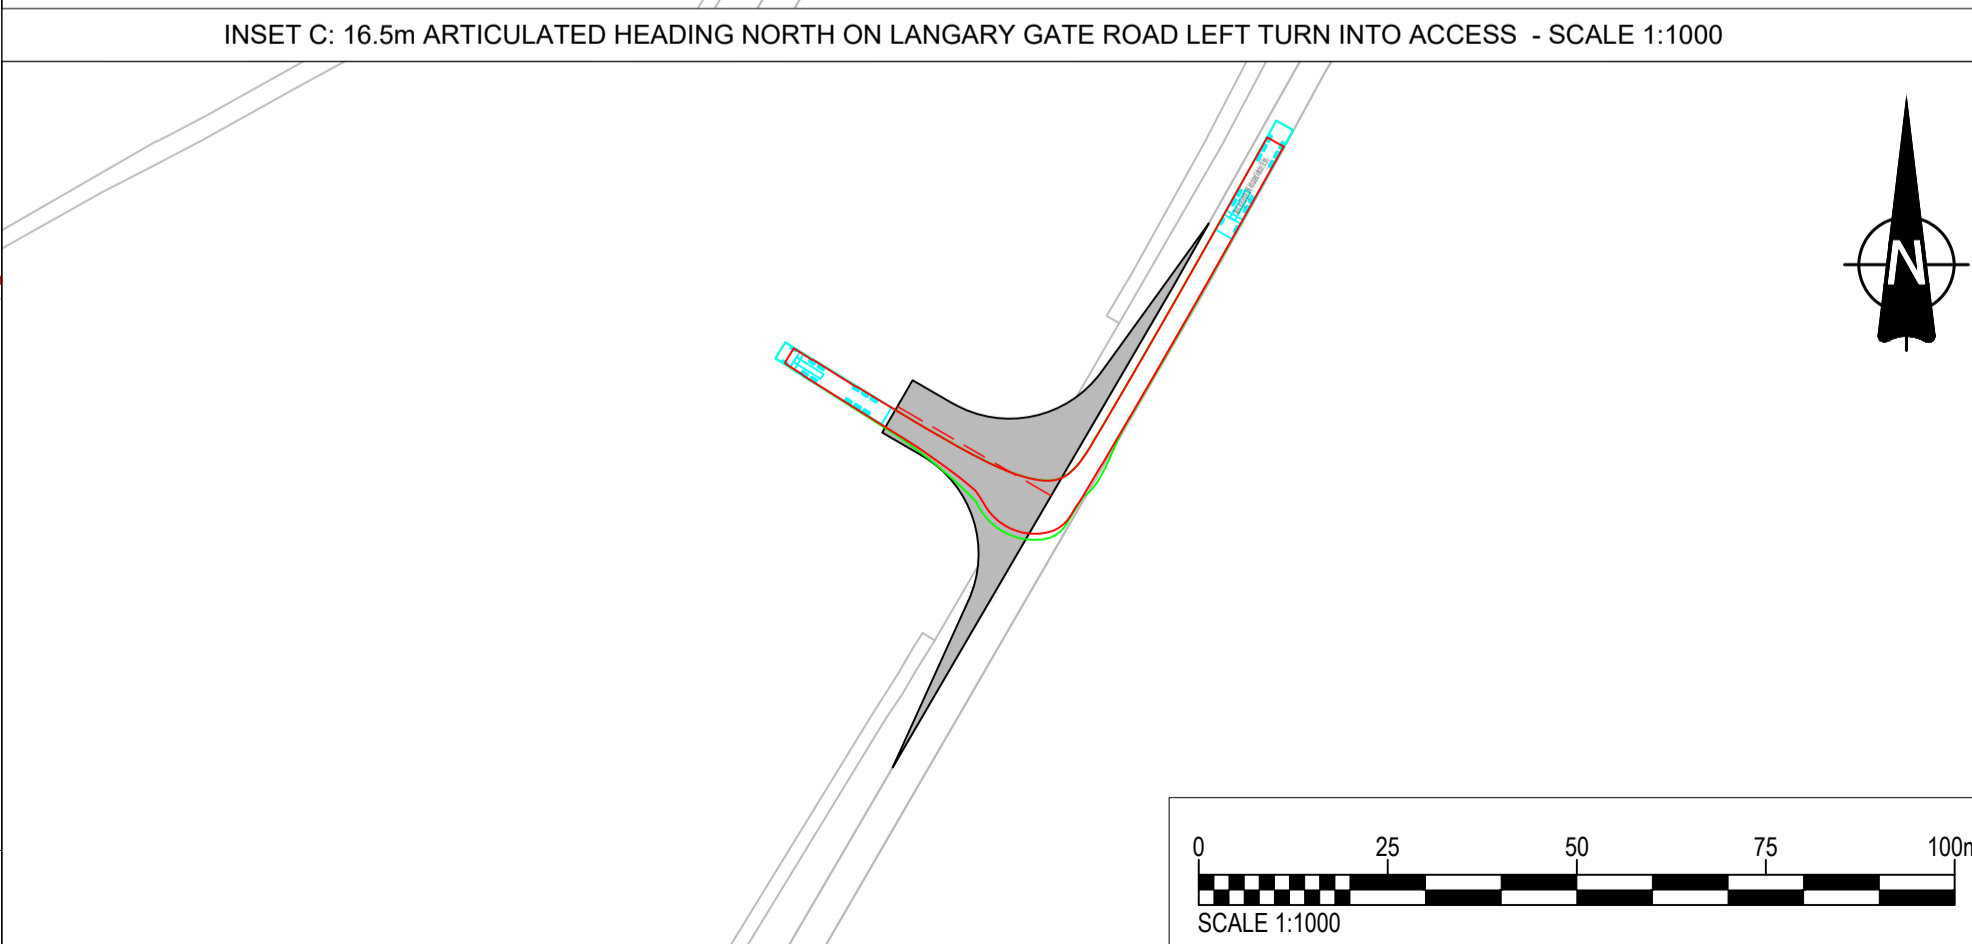 INSET C: 16.5m ARTICULATED HEADING NORTH ON LANGARY GATE ROAD LEFT TURN INTO ACCESS - SCALE 1:1000
N
0 25 50 75 100m
SCALE 1:1000